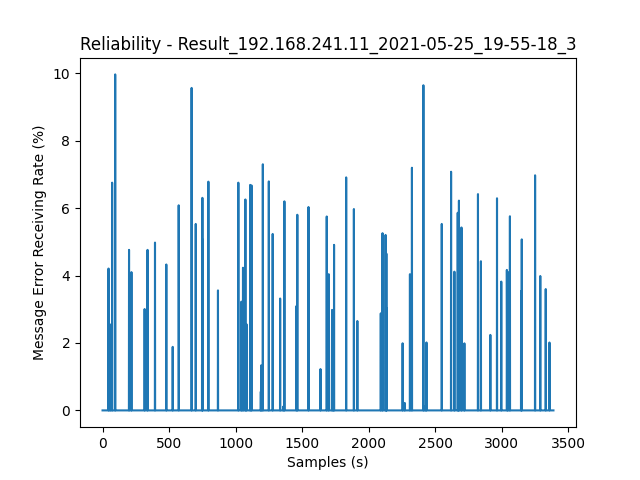 Reliability - Result_192.168.241.11_2021-05-25_19-55-18_3
Message Error Receiving Rate (%)
10
8
6
4
2
0
0 500 1000 1500 2000 2500 3000 3500
Samples (s)